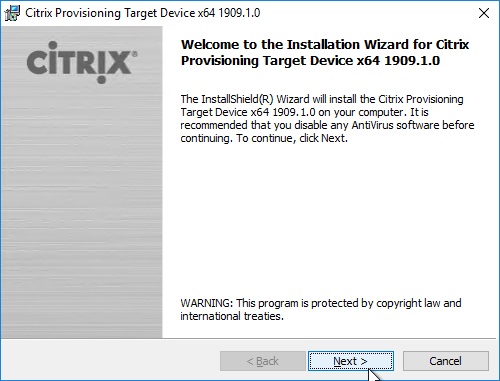 Citrix Provisioning Target Device x64 1909.1.0
CİTRIX®
Welcome to the Installation Wizard for Citrix
Provisioning Target Device x64 1909.1.0
The InstallShield(R) Wizard will install the Citrix Provisioning
Target Device x64 1909.1.0 on your computer. It is
recommended that you disable any AntiVirus software before
continuing. To continue, click Next.
WARNING: This program is protected by copyright law and
international treaties.
< Back
Next >
Cancel